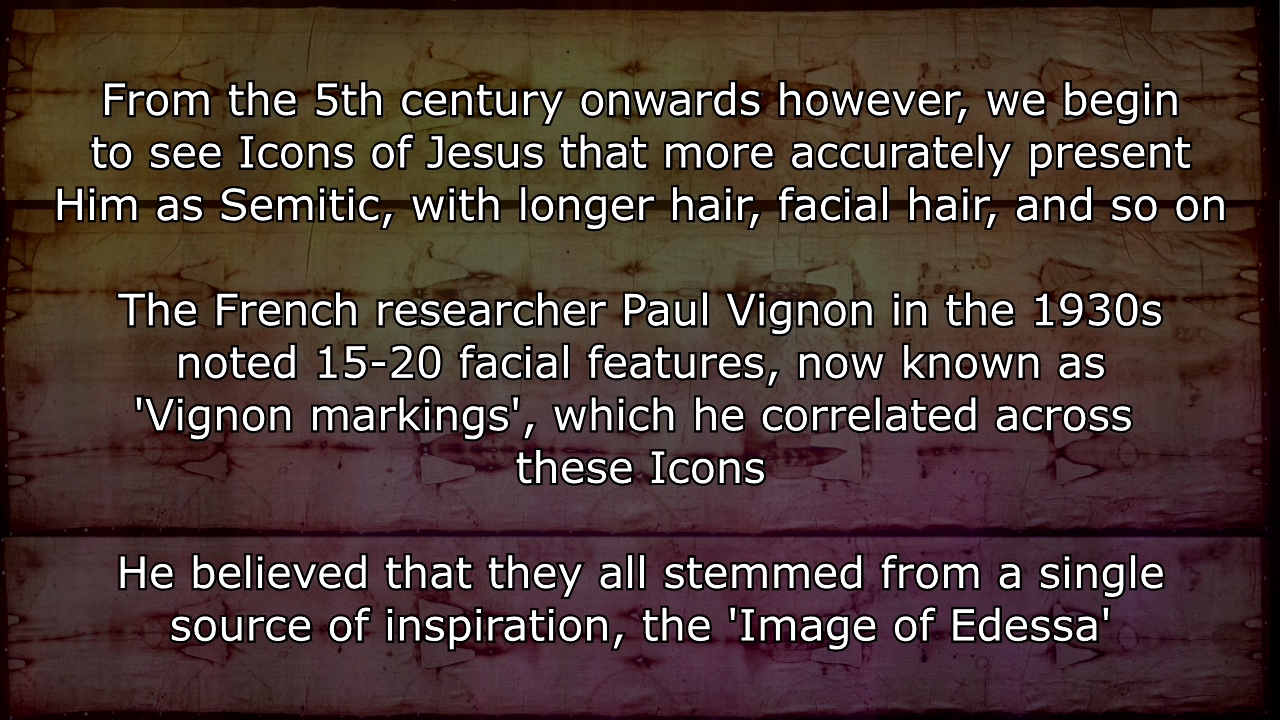 From the 5th century onwards however, we begin
to see Icons of Jesus that more accurately present
Him as Semitic, with longer hair, facial hair, and so on
The French researcher Paul Vignon in the 1930s
noted 15-20 facial features, now known as
'Vignon markings', which he correlated across
these Icons
He believed that they all stemmed from a single
source of inspiration, the 'Image of Edessa'